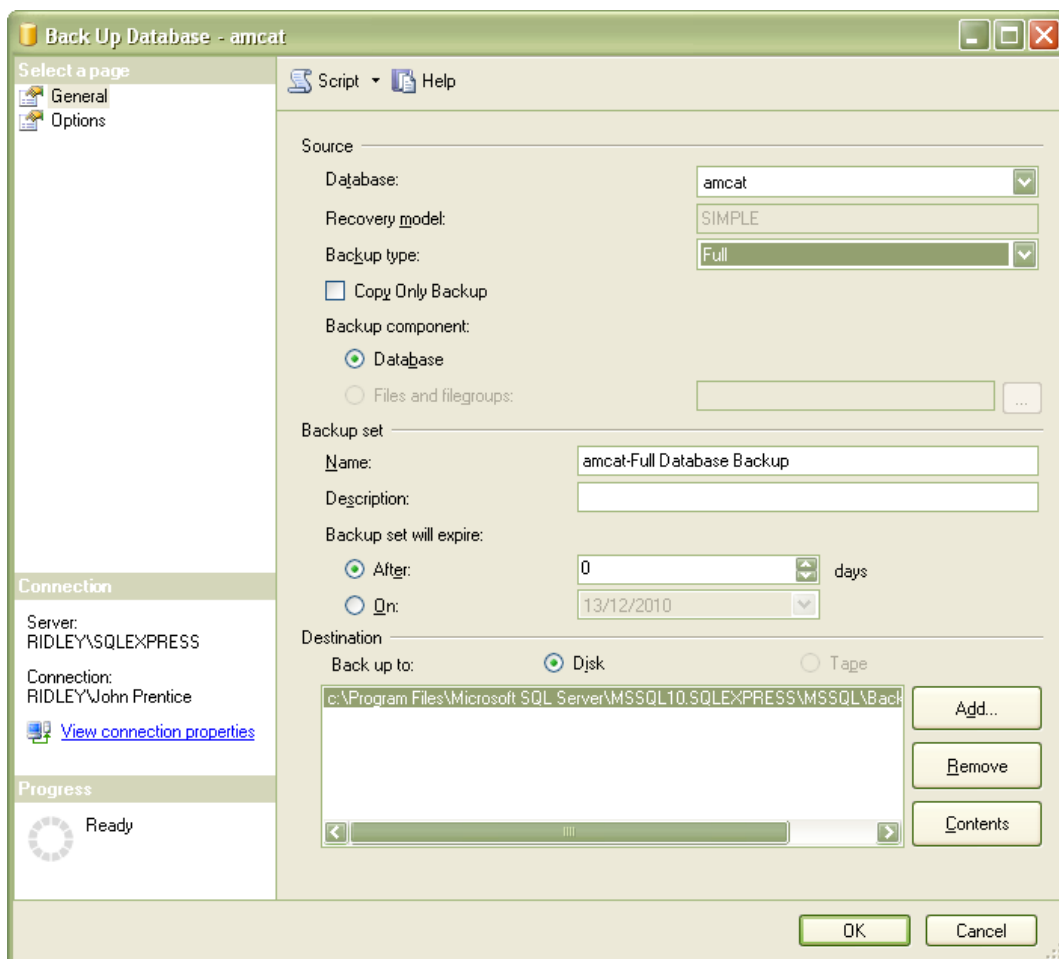 Back Up Database - amcat
Select a page
General
Options
Script Help
Source
Database: amcat
Recovery model: SIMPLE
Backup type: Full
Copy Only Backup
Backup component:
Database
Files and filegroups: ...
Backup set
Name: amcat-Full Database Backup
Description:
Backup set will expire:
After: 0 days
On: 13/12/2010
Destination
Back up to: Disk Tape
c:\Program Files\Microsoft SQL Server\MSSQL10.SQLEXPRESS\MSSQL\Back
Add...
Remove
Contents
Connection
Server:
RIDLEY\SQLEXPRESS
Connection:
RIDLEY\John Prentice
View connection properties
Progress
Ready
OK Cancel